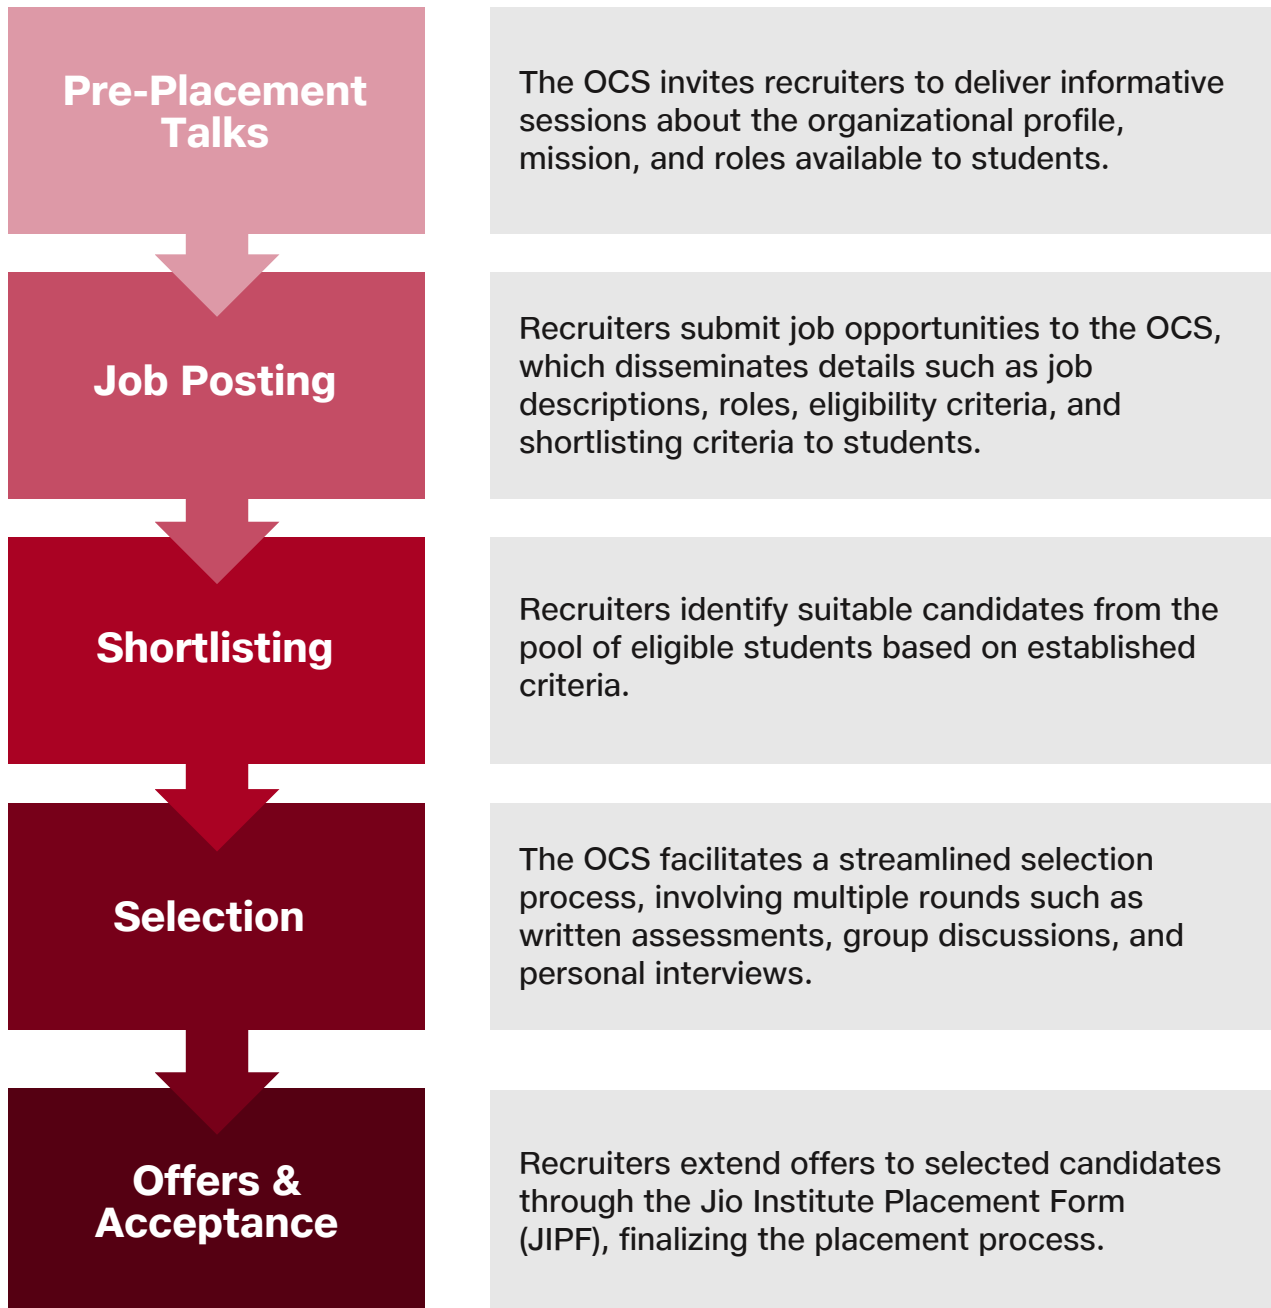 Pre-Placement
Talks
The OCS invites recruiters to deliver informative
sessions about the organizational profile,
mission, and roles available to students.
Job Posting
Recruiters submit job opportunities to the OCS,
which disseminates details such as job
descriptions, roles, eligibility criteria, and
shortlisting criteria to students.
Shortlisting
Recruiters identify suitable candidates from the
pool of eligible students based on established
criteria.
Selection
The OCS facilitates a streamlined selection
process, involving multiple rounds such as
written assessments, group discussions, and
personal interviews.
Offers &
Acceptance
Recruiters extend offers to selected candidates
through the Jio Institute Placement Form
(JIPF), finalizing the placement process.